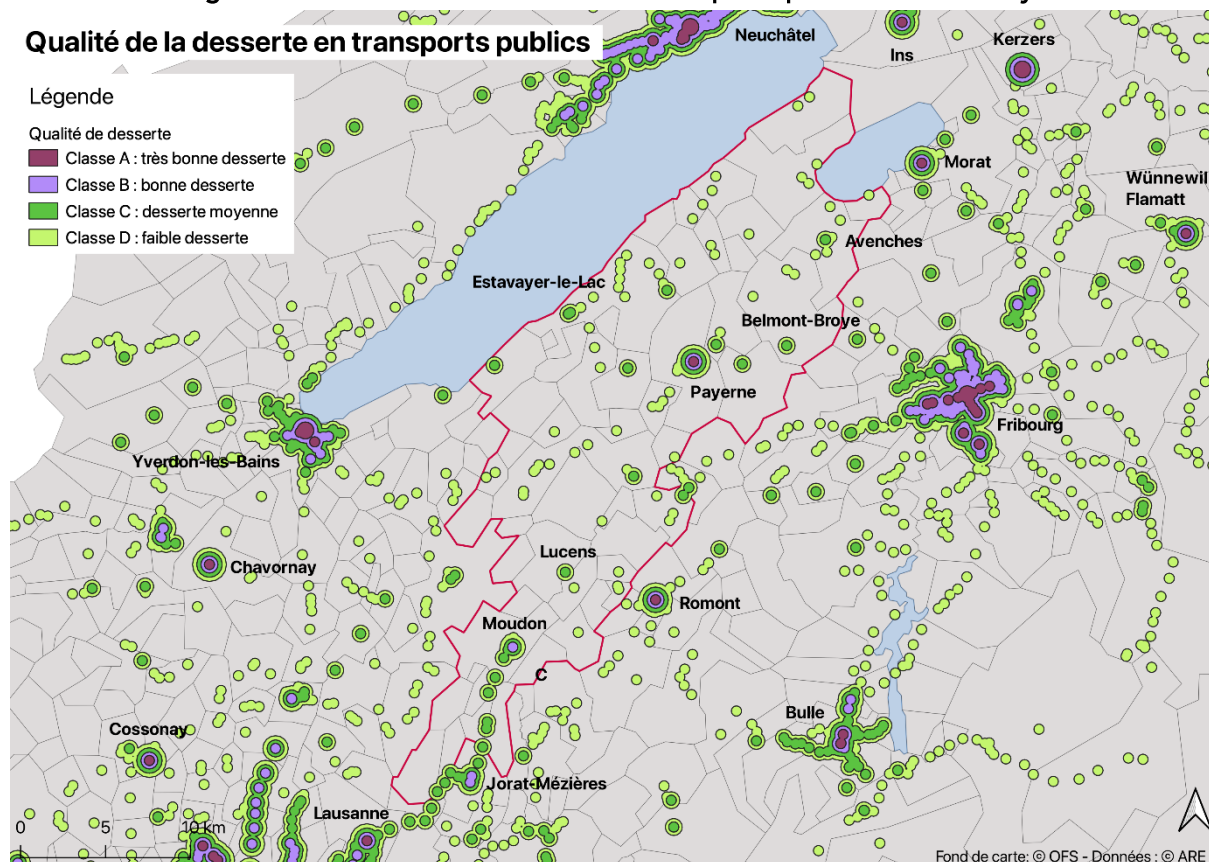 Qualité de la desserte en transports publics
Légende
Qualité de desserte
Classe A : très bonne desserte
Classe B : bonne desserte
Classe C : desserte moyenne
Classe D : faible desserte
Neuchâtel
Ins
Kerzers
Morat
Wünnewil
Flamatt
Avenches
Estavayer-le-Lac
Belmont-Broye
Payerne
Fribourg
Yverdon-les-Bains
Chavornay
Lucens
Romont
Moudon
C
Bulle
Cossonay
Jorat-Mézières
Lausanne
0 5 10 km
Fond de carte: © OFS - Données : © ARE